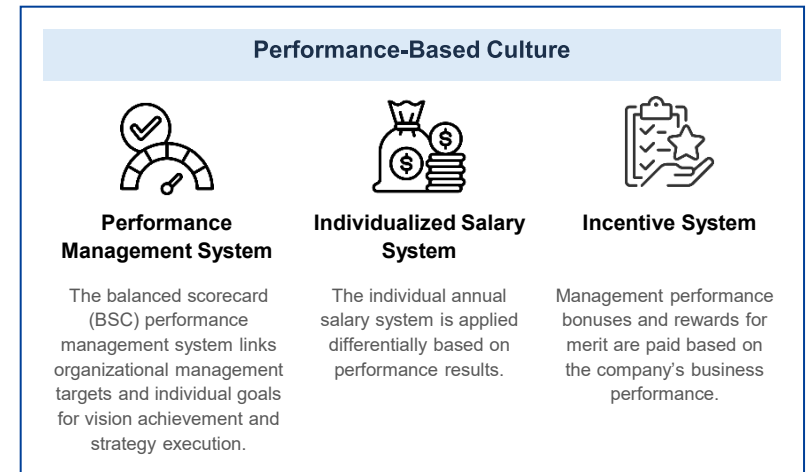 Performance-Based Culture
Performance
Management System
The balanced scorecard
(BSC) performance
management system links
organizational management
targets and individual goals
for vision achievement and
strategy execution.
Individualized Salary
System
The individual annual
salary system is applied
differentially based on
performance results.
Incentive System
Management performance
bonuses and rewards for
merit are paid based on
the company’s business
performance.